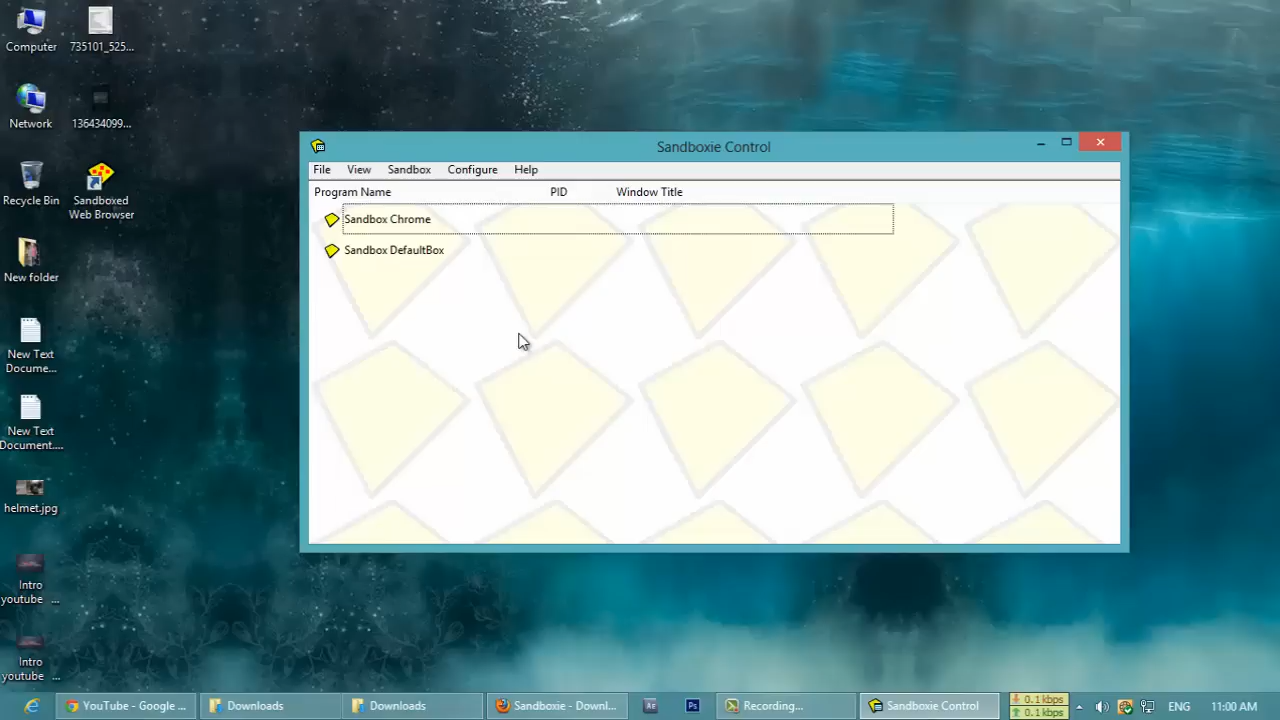 Computer
735101_525...
Network
136434099...
Recycle Bin
Sandboxed
Web Browser
New folder
New Text
Docume...
New Text
Document....
helmet.jpg
Intro
youtube ...
Intro
youtube ...
Sandboxie Control
File View Sandbox Configure Help
Program Name PID Window Title
Sandbox Chrome
Sandbox DefaultBox
YouTube - Google ...
Downloads
Downloads
Sandboxie - Downl...
Ae
Ps
Recording...
Sandboxie Control
0.1 kbps
0.1 kbps
ENG
11:00 AM